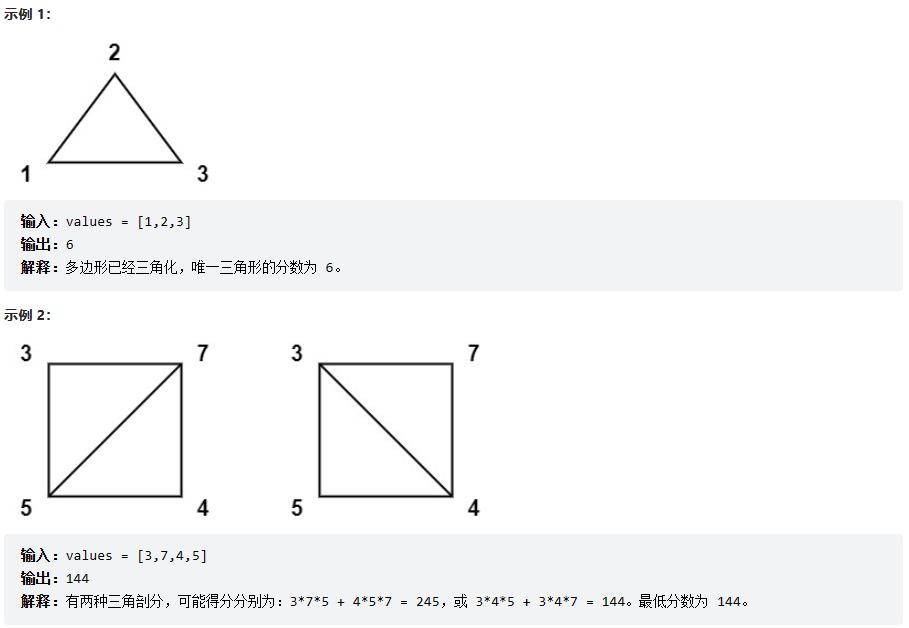 示例 1：
2
1 3
输入：values = [1,2,3]
输出：6
解释：多边形已经三角化，唯一三角形的分数为 6。
示例 2：
3 7 3 7
5 4 5 4
输入：values = [3,7,4,5]
输出：144
解释：有两种三角剖分，可能得分分别为：3*7*5 + 4*5*7 = 245，或 3*4*5 + 3*4*7 = 144。最低分数为 144。